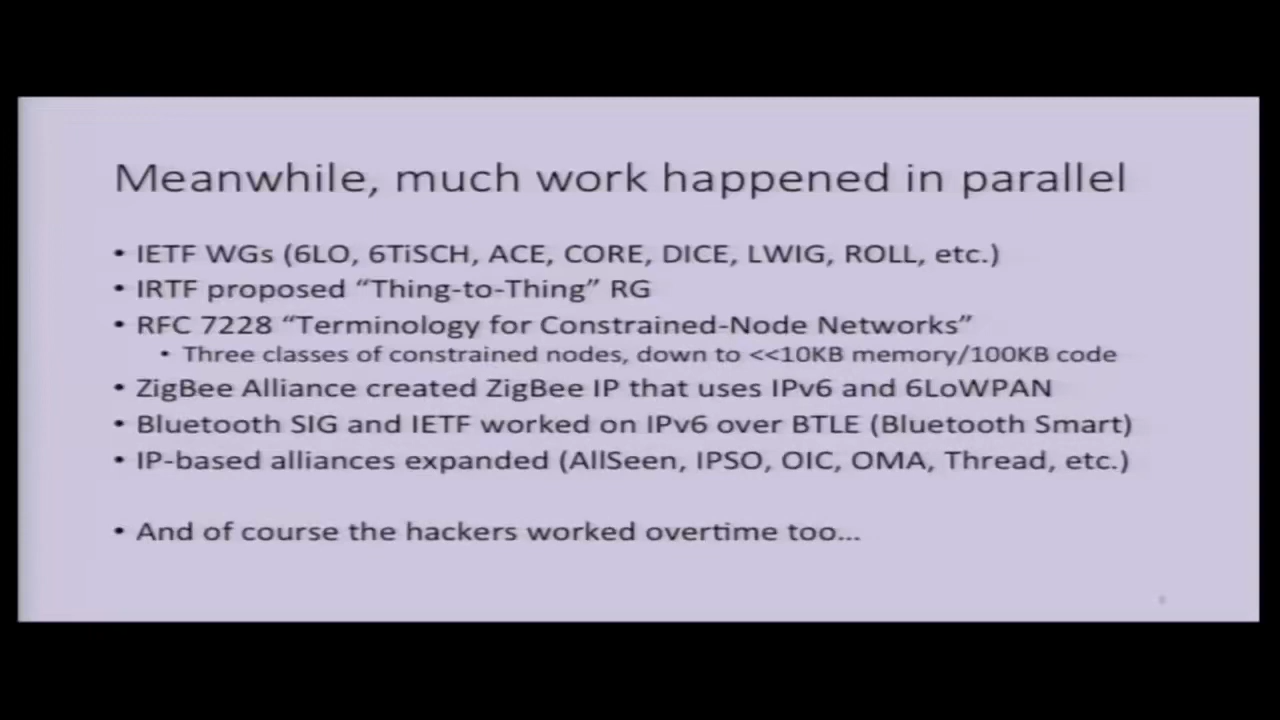 Meanwhile, much work happened in parallel
• IETF WGs (6LO, 6TiSCH, ACE, CORE, DICE, LWIG, ROLL, etc.)
• IRTF proposed “Thing-to-Thing” RG
• RFC 7228 “Terminology for Constrained-Node Networks”
• Three classes of constrained nodes, down to <<10KB memory/100KB code
• ZigBee Alliance created ZigBee IP that uses IPv6 and 6LoWPAN
• Bluetooth SIG and IETF worked on IPv6 over BTLE (Bluetooth Smart)
• IP-based alliances expanded (AllSeen, IPSO, OIC, OMA, Thread, etc.)
• And of course the hackers worked overtime too...